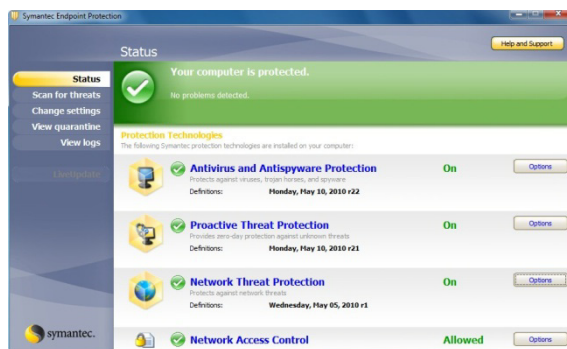 Symantec Endpoint Protection
Status
Help and Support
Status
Scan for threats
Change settings
View quarantine
View logs
LiveUpdate
Your computer is protected.
No problems detected.
Protection Technologies
The following Symantec protection technologies are installed on your computer:
Antivirus and Antispyware Protection On Options
Protects against viruses, trojan horses, and spyware
Definitions: Monday, May 10, 2010 r22
Proactive Threat Protection On Options
Provides zero-day protection against unknown threats
Definitions: Monday, May 10, 2010 r21
Network Threat Protection On Options
Protects against network threats
Definitions: Wednesday, May 05, 2010 r1
Network Access Control Allowed Options
symantec.